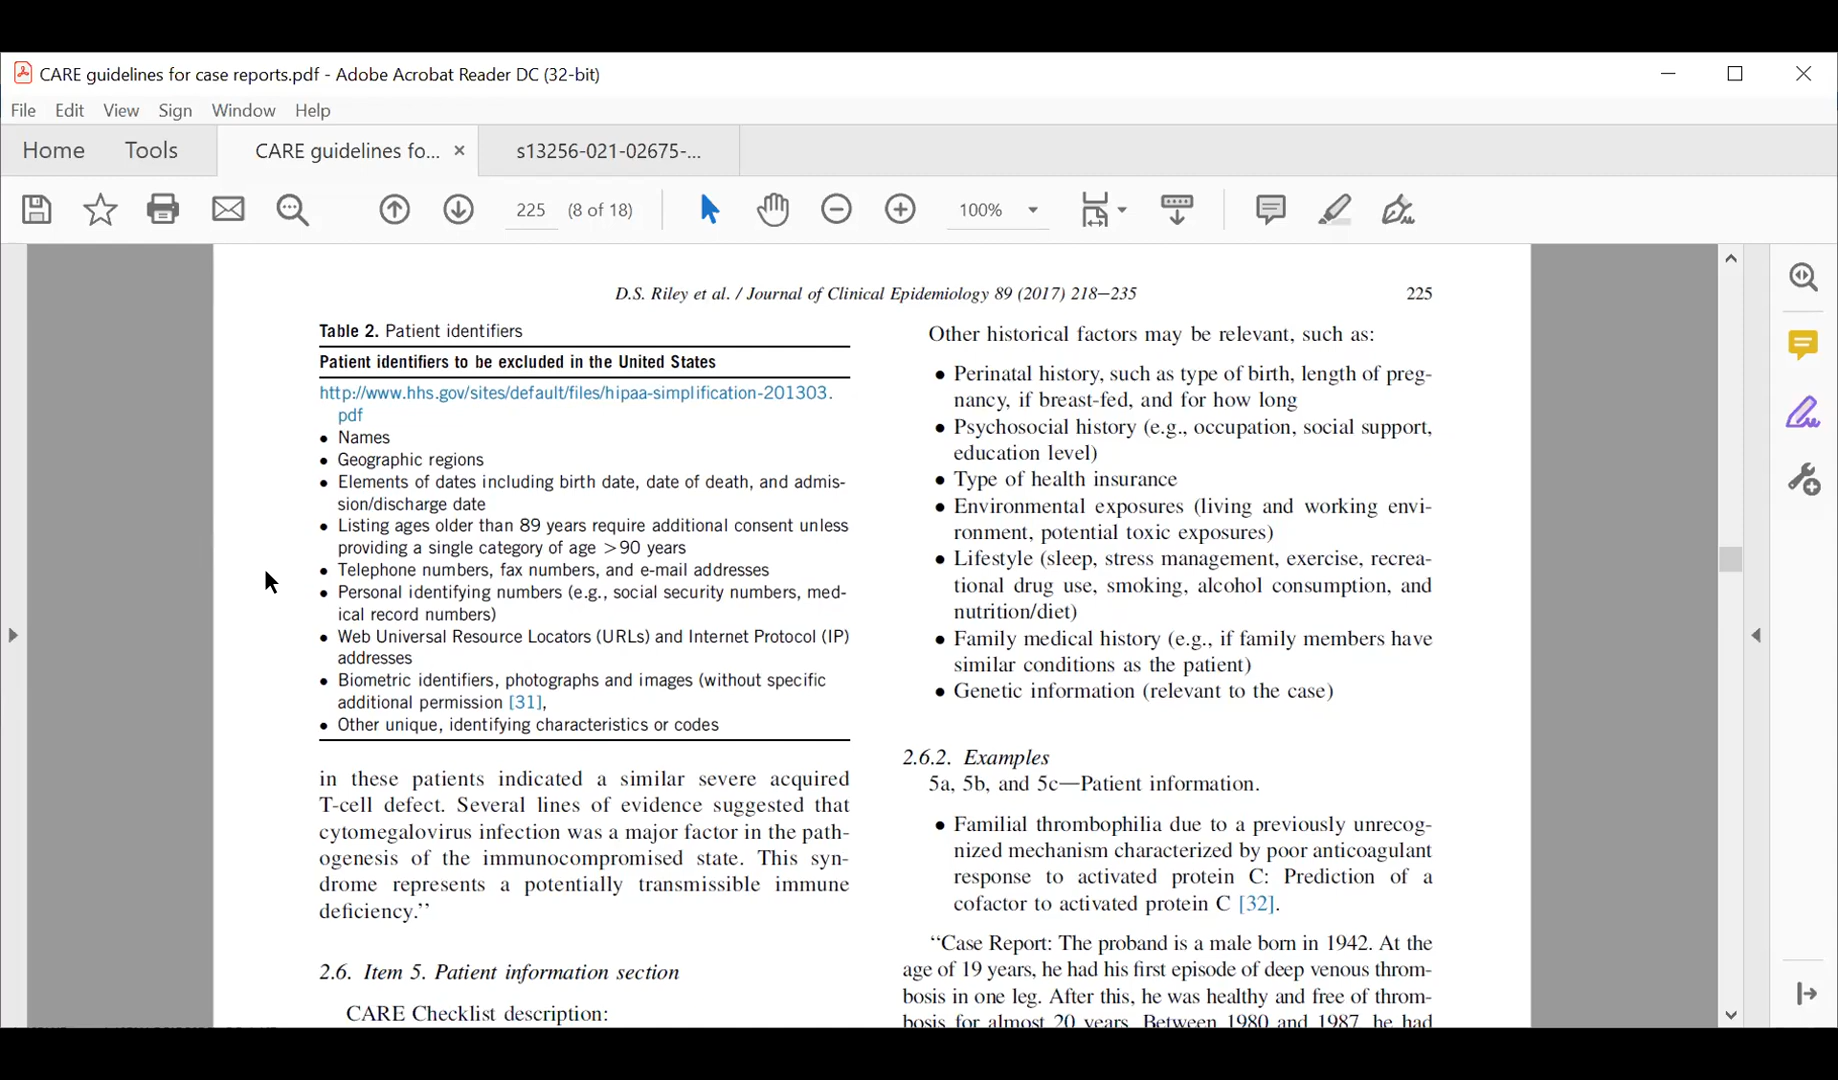 CARE guidelines for case reports.pdf - Adobe Acrobat Reader DC (32-bit)
File Edit View Sign Window Help
Home Tools CARE guidelines fo... × s13256-021-02675-...
225 (8 of 18) 100%
D.S. Riley et al. / Journal of Clinical Epidemiology 89 (2017) 218–235 225
Table 2. Patient identifiers
Patient identifiers to be excluded in the United States
http://www.hhs.gov/sites/default/files/hipaa-simplification-201303.
pdf
• Names
• Geographic regions
• Elements of dates including birth date, date of death, and admis-
sion/discharge date
• Listing ages older than 89 years require additional consent unless
providing a single category of age >90 years
• Telephone numbers, fax numbers, and e-mail addresses
• Personal identifying numbers (e.g., social security numbers, med-
ical record numbers)
• Web Universal Resource Locators (URLs) and Internet Protocol (IP)
addresses
• Biometric identifiers, photographs and images (without specific
additional permission [31],
• Other unique, identifying characteristics or codes
in these patients indicated a similar severe acquired
T-cell defect. Several lines of evidence suggested that
cytomegalovirus infection was a major factor in the path-
ogenesis of the immunocompromised state. This syn-
drome represents a potentially transmissible immune
deficiency.’’
2.6. Item 5. Patient information section
CARE Checklist description:
Other historical factors may be relevant, such as:
• Perinatal history, such as type of birth, length of preg-
nancy, if breast-fed, and for how long
• Psychosocial history (e.g., occupation, social support,
education level)
• Type of health insurance
• Environmental exposures (living and working envi-
ronment, potential toxic exposures)
• Lifestyle (sleep, stress management, exercise, recrea-
tional drug use, smoking, alcohol consumption, and
nutrition/diet)
• Family medical history (e.g., if family members have
similar conditions as the patient)
• Genetic information (relevant to the case)
2.6.2. Examples
5a, 5b, and 5c—Patient information.
• Familial thrombophilia due to a previously unrecog-
nized mechanism characterized by poor anticoagulant
response to activated protein C: Prediction of a
cofactor to activated protein C [32].
‘‘Case Report: The proband is a male born in 1942. At the
age of 19 years, he had his first episode of deep venous throm-
bosis in one leg. After this, he was healthy and free of throm-
bosis for almost 20 years. Between 1980 and 1987, he had